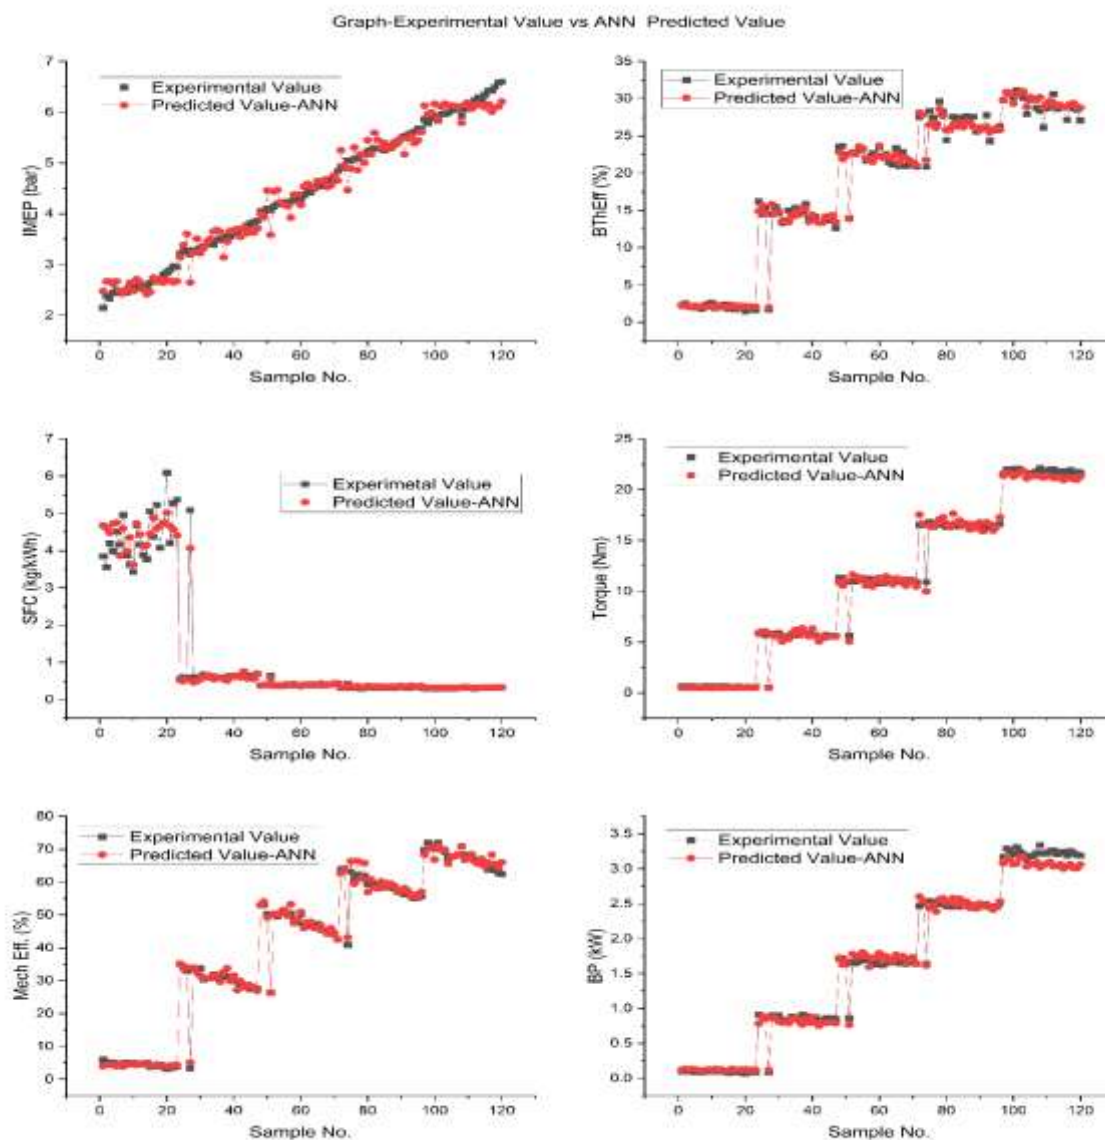 Graph-Experimental Value vs ANN Predicted Value
7
6
5
4
3
2
IMEP (bar)
Experimental Value
Predicted Value-ANN
0 20 40 60 80 100 120
Sample No.
35
30
25
20
15
10
5
0
BThEff (%)
Experimental Value
Predicted Value-ANN
0 20 40 60 80 100 120
Sample No.
7
6
5
4
3
2
1
0
SFC (kg/kWh)
Experimetal Value
Predicted Value-ANN
0 20 40 60 80 100 120
Sample No.
25
20
15
10
5
0
Torque (Nm)
Experimental Value
Predicted Value-ANN
0 20 40 60 80 100 120
Sample No.
80
70
60
50
40
30
20
10
0
Mech Eff. (%)
Experimental Value
Predicted Value-ANN
0 20 40 60 80 100 120
Sample No.
3.5
3.0
2.5
2.0
1.5
1.0
0.5
0.0
BP (kW)
Experimental Value
Predicted Value-ANN
0 20 40 60 80 100 120
Sample No.